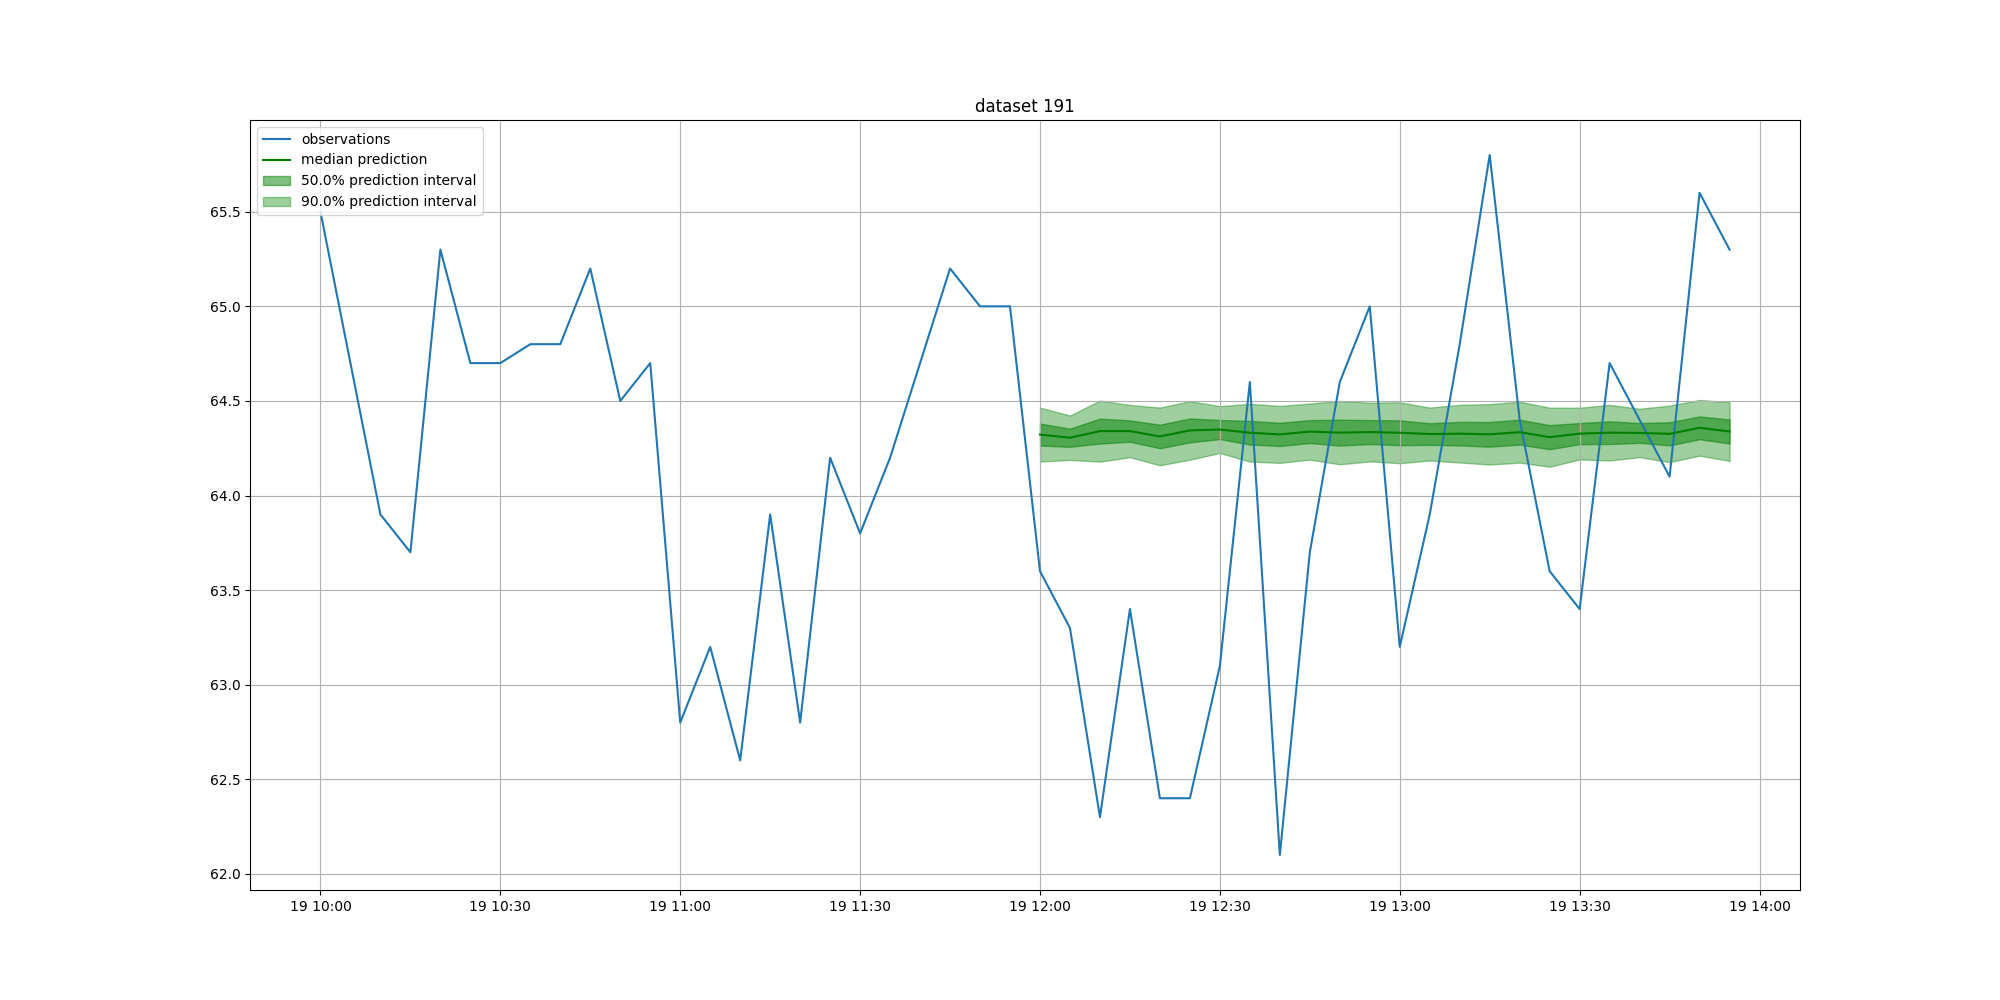 dataset 191
observations
median prediction
50.0% prediction interval
90.0% prediction interval
65.5
65.0
64.5
64.0
63.5
63.0
62.5
62.0
19 10:00 19 10:30 19 11:00 19 11:30 19 12:00 19 12:30 19 13:00 19 13:30 19 14:00